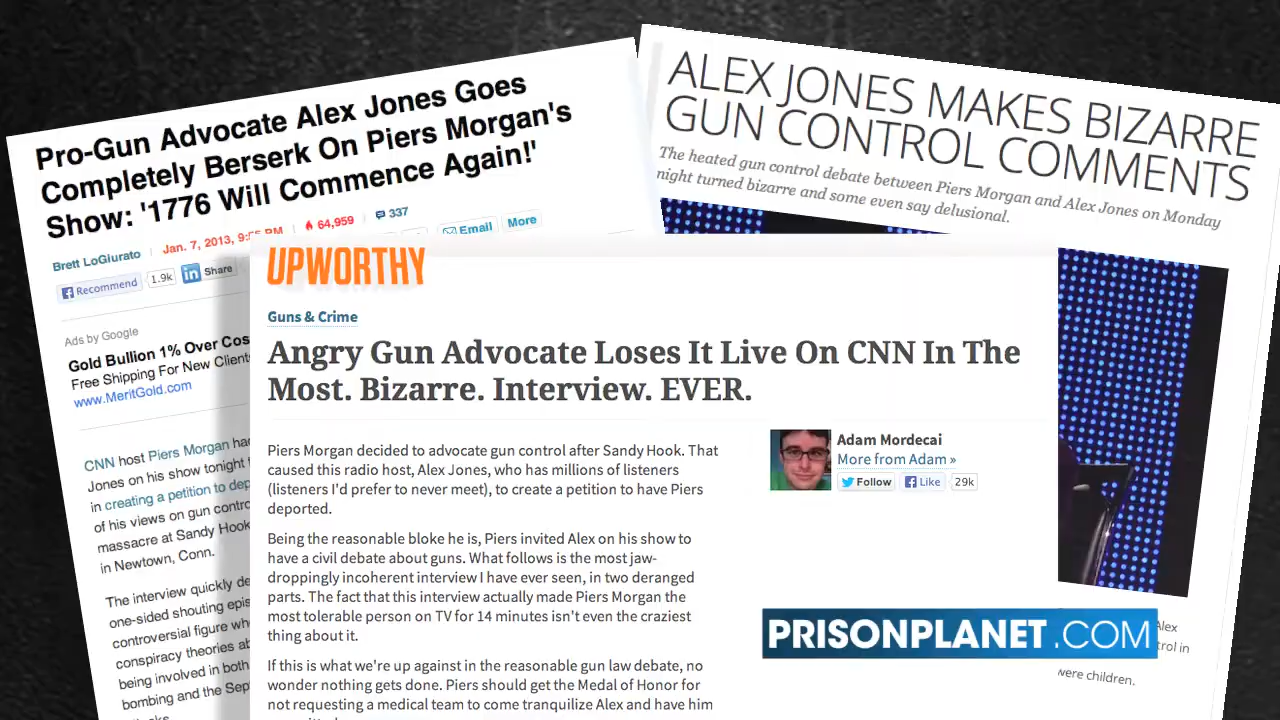 Pro-Gun Advocate Alex Jones Goes
Completely Berserk On Piers Morgan's
Show: '1776 Will Commence Again!'
Brett LoGiurato
Jan. 7, 2013,
64,959
337
Recommend
1.9k
Share
Email
More
Ads by Google
Gold Bullion 1% Over
Free Shipping For New
www.MeritGold.com
CNN host Piers Morgan
Jones on his show tonight
in creating a petition to
of his views on gun
massacre at Sandy Hook
in Newtown, Conn.
The interview quickly
one-sided shouting
controversial figure
conspiracy theories
being involved in both
bombing and the
ALEX JONES MAKES BIZARRE
GUN CONTROL COMMENTS
The heated gun control debate between Piers Morgan and Alex Jones on Monday
night turned bizarre and some even say delusional.
UPWORTHY
Guns & Crime
Angry Gun Advocate Loses It Live On CNN In The
Most. Bizarre. Interview. EVER.
Piers Morgan decided to advocate gun control after Sandy Hook. That
caused this radio host, Alex Jones, who has millions of listeners
(listeners I'd prefer to never meet), to create a petition to have Piers
deported.
Being the reasonable bloke he is, Piers invited Alex on his show to
have a civil debate about guns. What follows is the most jaw-
droppingly incoherent interview I have ever seen, in two deranged
parts. The fact that this interview actually made Piers Morgan the
most tolerable person on TV for 14 minutes isn't even the craziest
thing about it.
If this is what we're up against in the reasonable gun law debate, no
wonder nothing gets done. Piers should get the Medal of Honor for
not requesting a medical team to come tranquilize Alex and have him
Adam Mordecai
More from Adam »
Follow
Like
29k
PRISONPLANET.COM
Alex
in
were children.